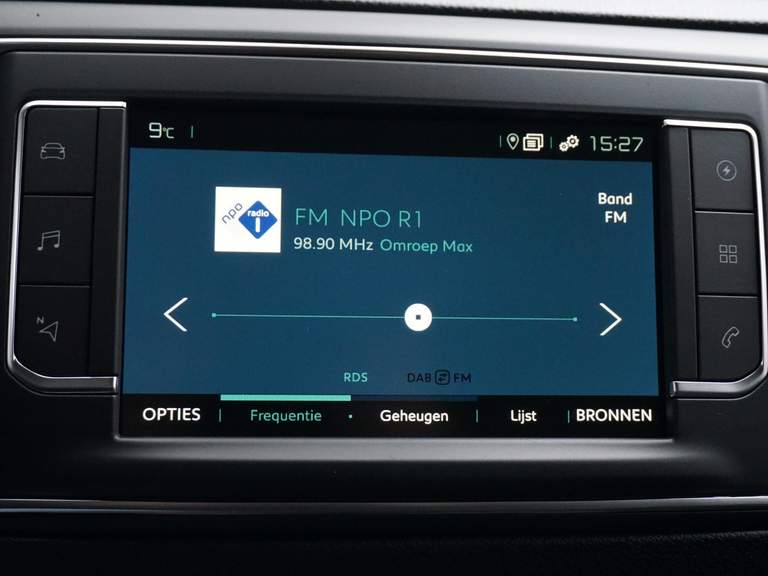 9°C
15:27
npo radio 1
FM NPO R1
98.90 MHz Omroep Max
Band
FM
N
RDS DAB FM
OPTIES Frequentie Geheugen Lijst BRONNEN